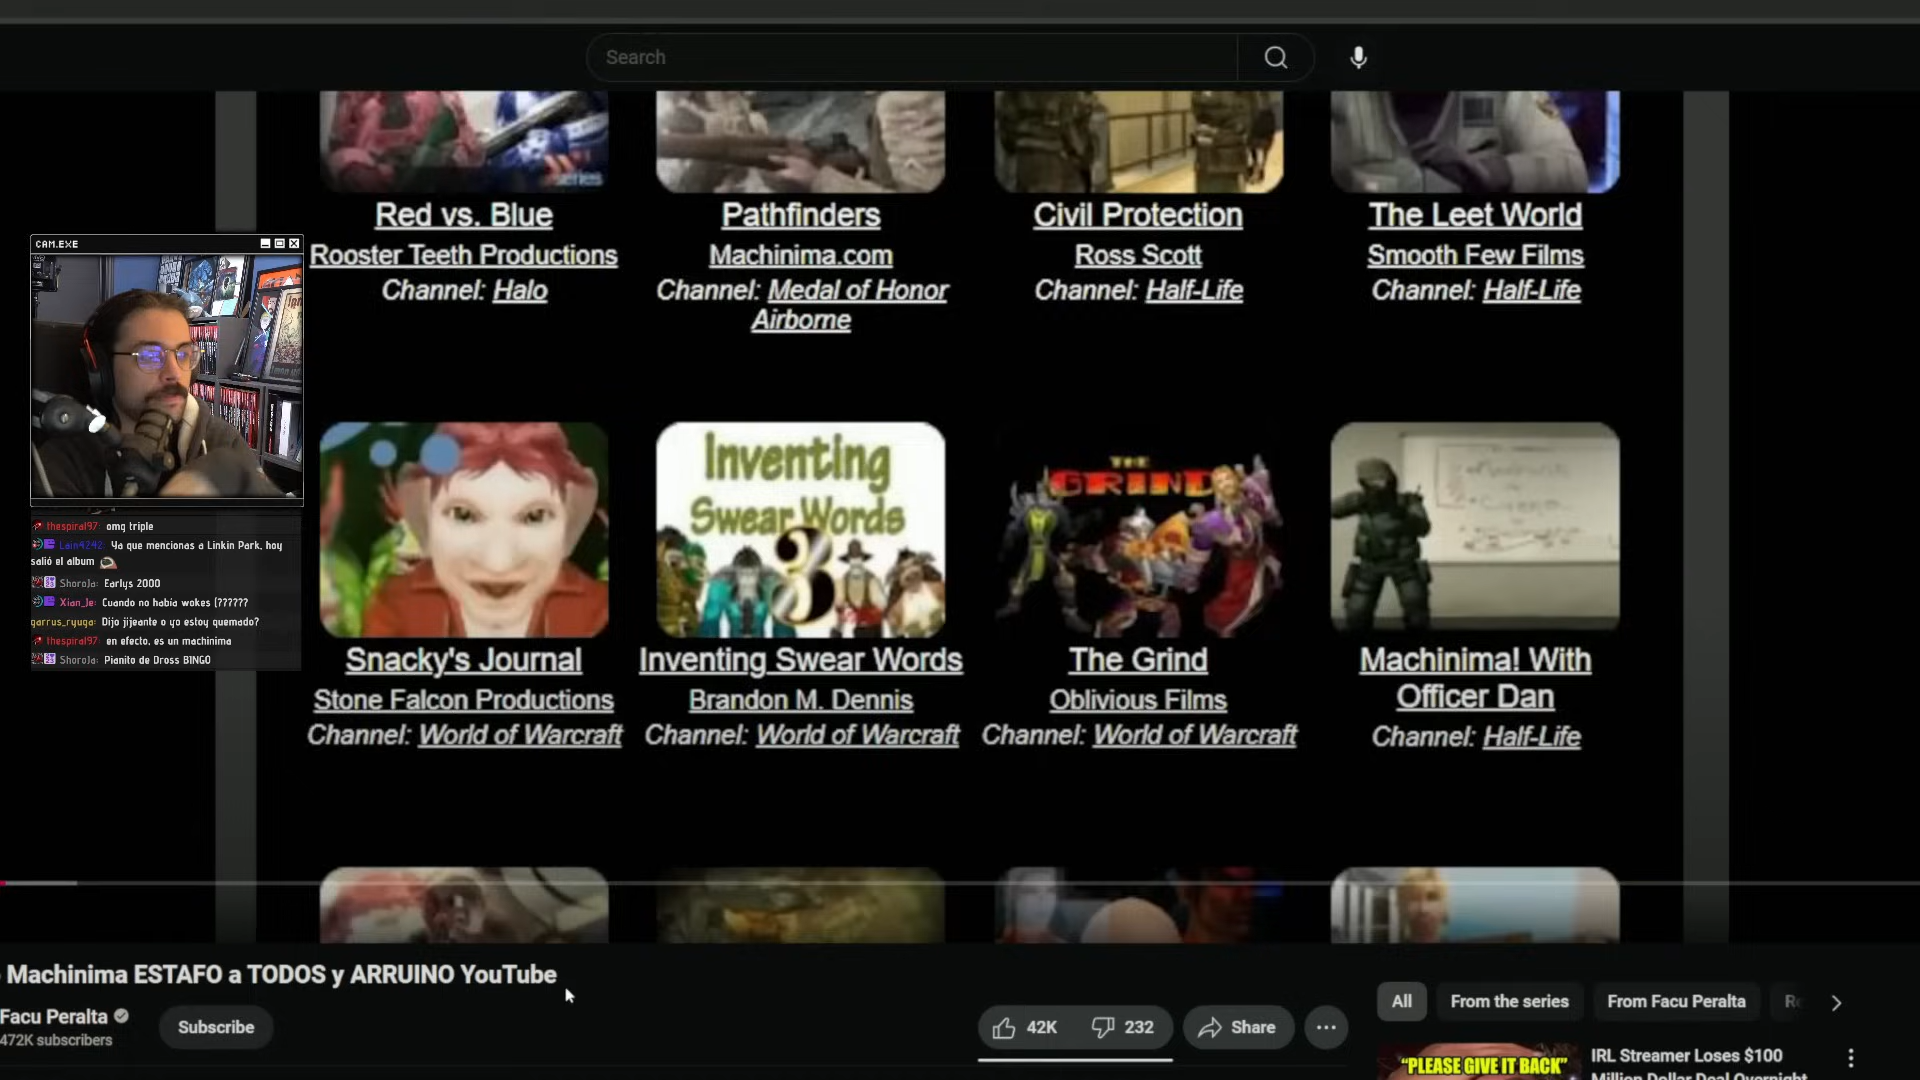 Search
series
Red vs. Blue
Rooster Teeth Productions
Channel: Halo
Pathfinders
Machinima.com
Channel: Medal of Honor
Airborne
Civil Protection
Ross Scott
Channel: Half-Life
The Leet World
Smooth Few Films
Channel: Half-Life
CAM.EXE
thespiral97: omg triple
Lain4242: Ya que mencionas a Linkin Park, hoy
salió el album
ShoroJa: Earlys 2000
Xian_Je: Cuando no había wokes (??????
garrus_ryuga: Dijo jijeante o yo estoy quemado?
thespiral97: en efecto, es un machinima
ShoroJa: Pianito de Dross BINGO
Inventing
Swear Words
3
THE
GRIND
Snacky's Journal
Stone Falcon Productions
Channel: World of Warcraft
Inventing Swear Words
Brandon M. Dennis
Channel: World of Warcraft
The Grind
Oblivious Films
Channel: World of Warcraft
Machinima! With
Officer Dan
Channel: Half-Life
Machinima ESTAFO a TODOS y ARRUINO YouTube
Facu Peralta
472K subscribers
Subscribe
42K
232
Share
All
From the series
From Facu Peralta
"PLEASE GIVE IT BACK"
IRL Streamer Loses $100
Million Dollar Deal Overnight